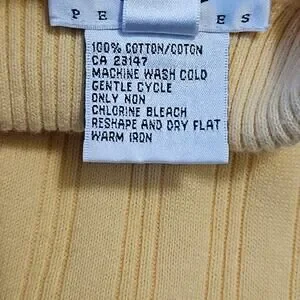 P E E S
100% COTTON/COTON
CA 23147
MACHINE WASH COLD
GENTLE CYCLE
ONLY NON
CHLORINE BLEACH
RESHAPE AND DRY FLAT
WARM IRON